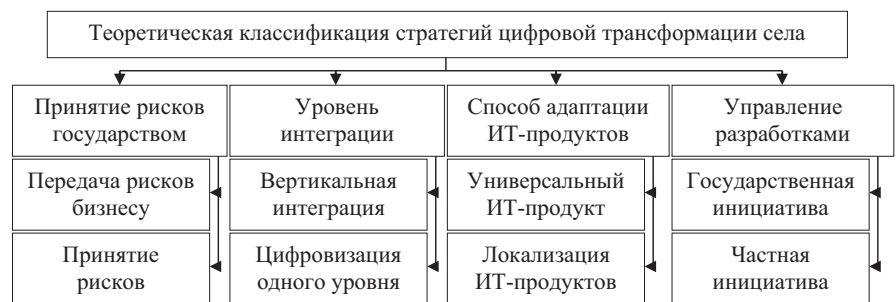 Теоретическая классификация стратегий цифровой трансформации села
Принятие рисков
государством
Уровень
интеграции
Способ адаптации
ИТ-продуктов
Управление
разработками
Передача рисков
бизнесу
Вертикальная
интеграция
Универсальный
ИТ-продукт
Государственная
инициатива
Принятие
рисков
Цифровизация
одного уровня
Локализация
ИТ-продуктов
Частная
инициатива